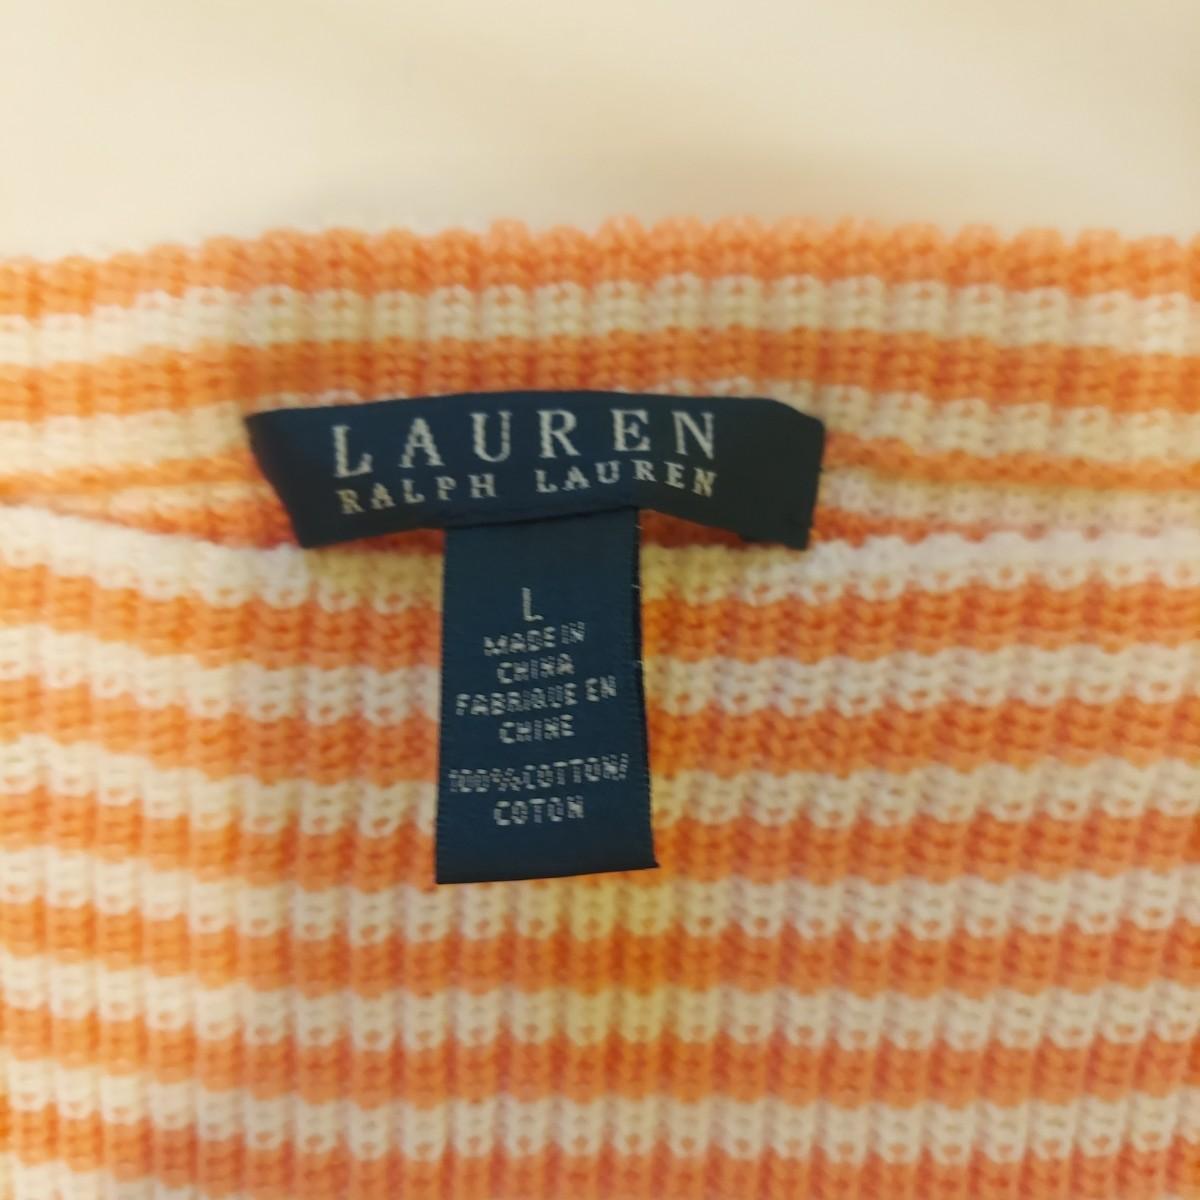 LAUREN
RALPH LAUREN
L
MADE IN
CHINA
FABRIQUE EN
CHINE
100%COTTON/
COTON